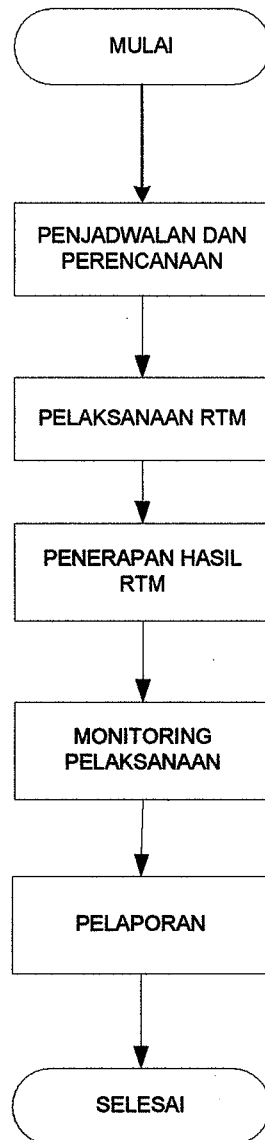 MULAI
PENJADWALAN DAN
PERENCANAAN
PELAKSANAAN RTM
PENERAPAN HASIL
RTM
MONITORING
PELAKSANAAN
PELAPORAN
SELESAI